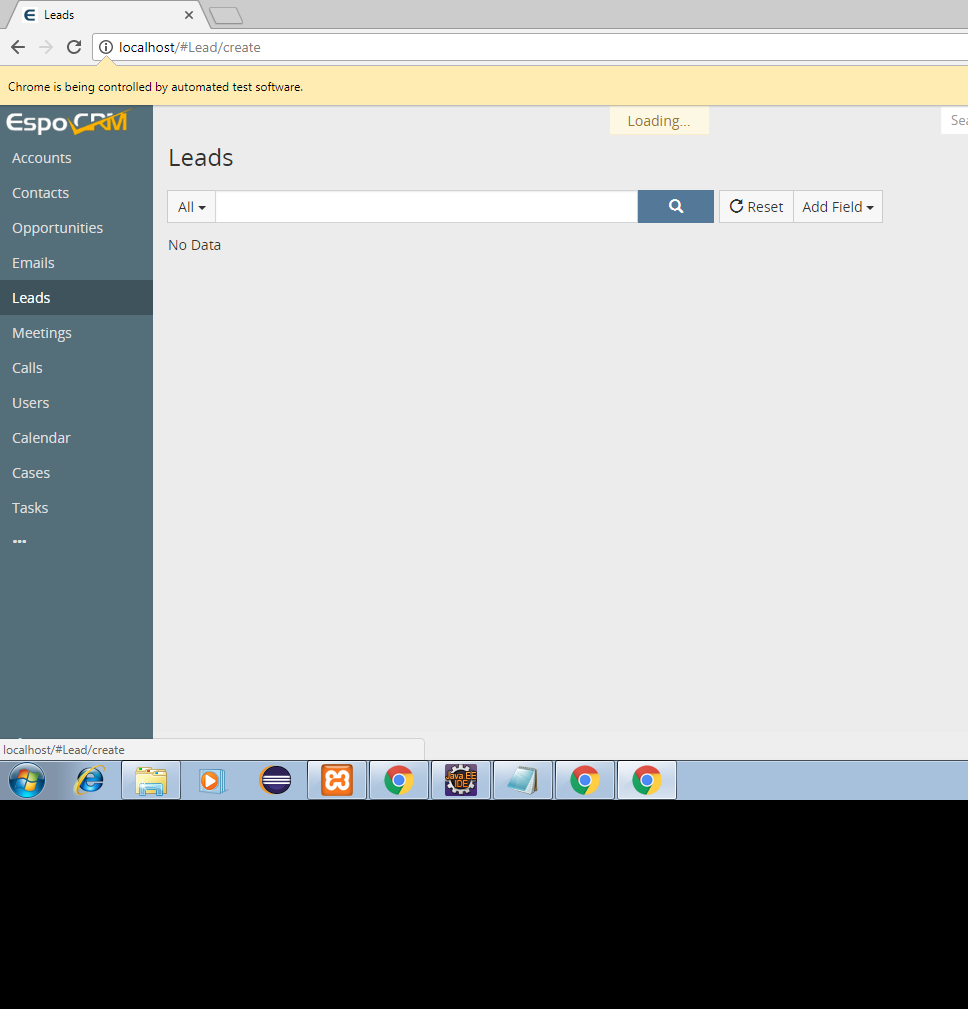 Leads
localhost/#Lead/create
Chrome is being controlled by automated test software.
EspoCRM
Loading...
Accounts
Leads
Contacts
All
Reset
Add Field
Opportunities
No Data
Emails
Leads
Meetings
Calls
Users
Calendar
Cases
Tasks
localhost/#Lead/create
Java EE
IDE